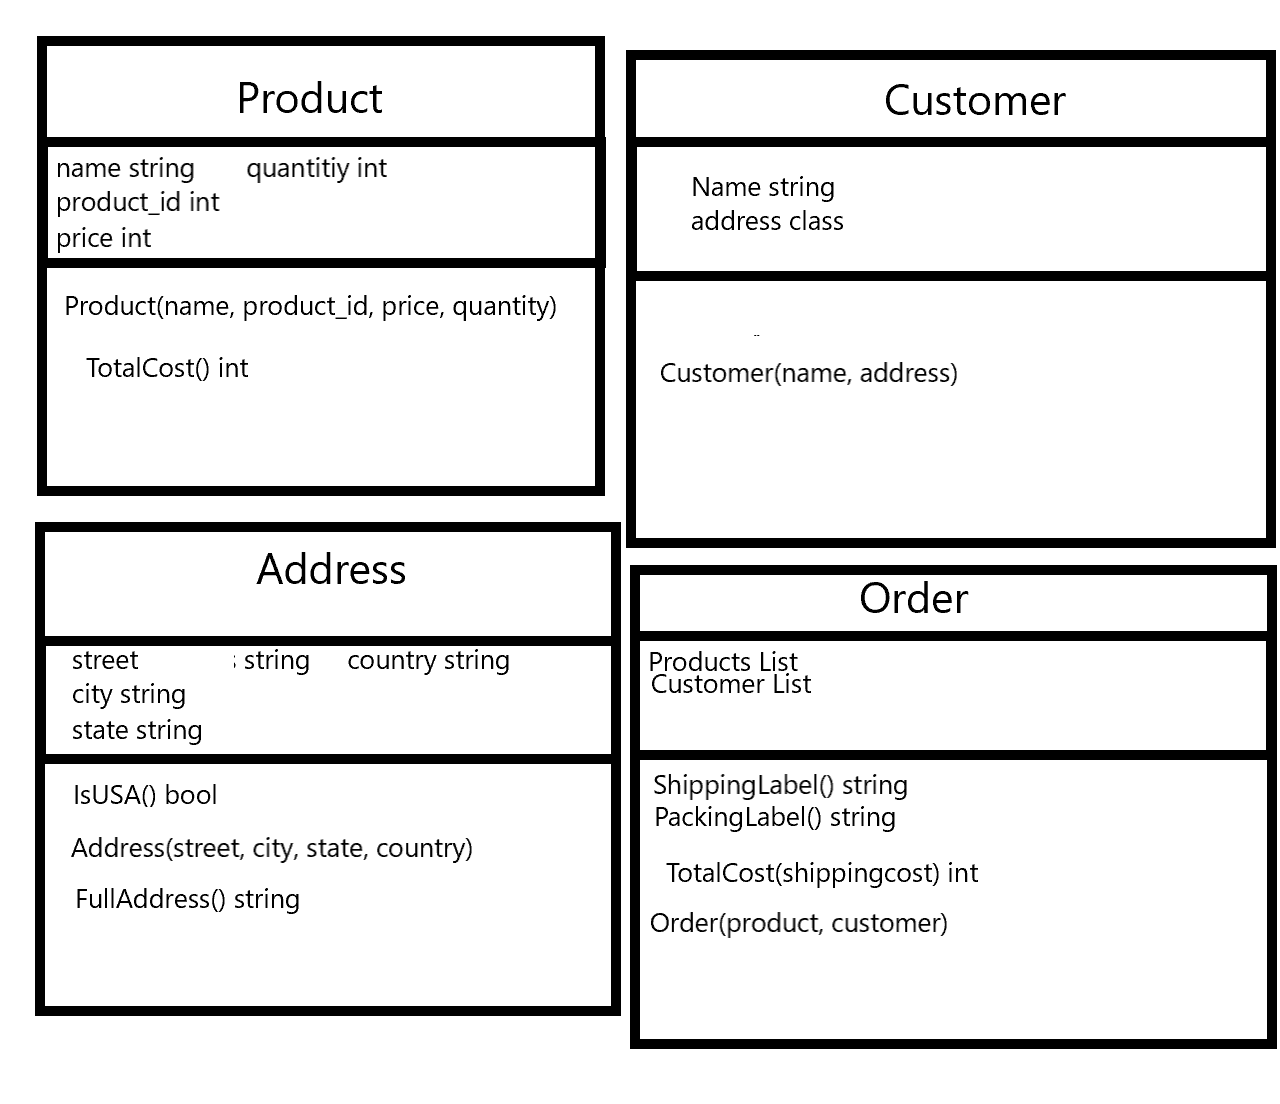 Product
name string quantitiy int
product_id int
price int
Product(name, product_id, price, quantity)
TotalCost() int
Customer
Name string
address class
Customer(name, address)
Address
street string country string
city string
state string
IsUSA() bool
Address(street, city, state, country)
FullAddress() string
Order
Products List
Customer List
ShippingLabel() string
PackingLabel() string
TotalCost(shippingcost) int
Order(product, customer)